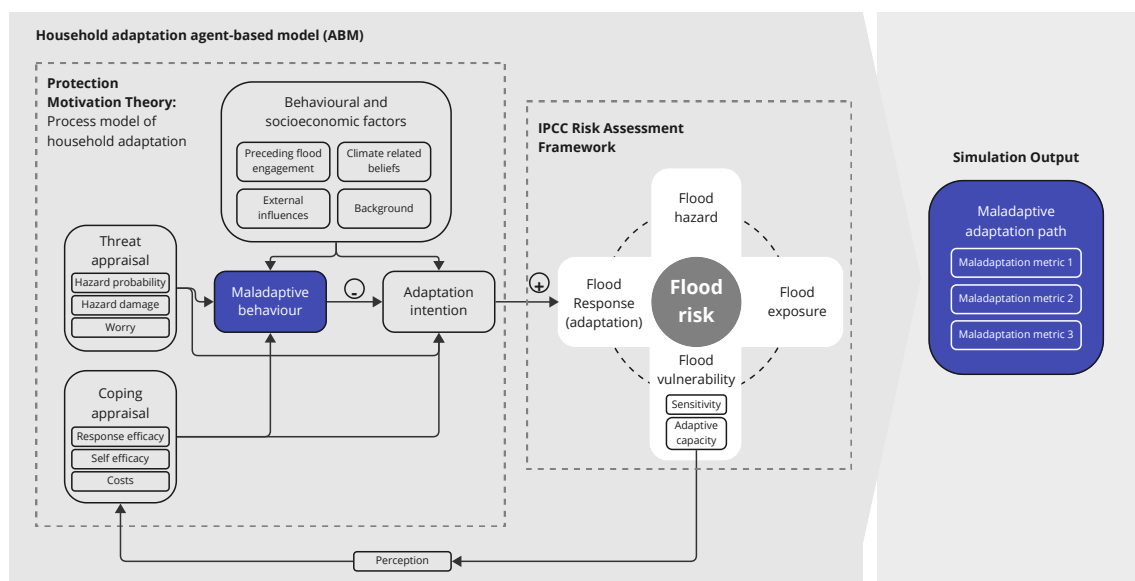 Household adaptation agent-based model (ABM)
Protection
Motivation Theory:
Process model of
household adaptation
Behavioural and
socioeconomic factors
Preceding flood
engagement
Climate related
beliefs
External
influences
Background
Threat
appraisal
Hazard probability
Hazard damage
Worry
Maladaptive
behaviour
-
Adaptation
intention
+
Coping
appraisal
Response efficacy
Self efficacy
Costs
IPCC Risk Assessment
Framework
Flood
hazard
Flood
Response
(adaptation)
Flood
risk
Flood
exposure
Flood
vulnerability
Sensitivity
Adaptive
capacity
Perception
Simulation Output
Maladaptive
adaptation path
Maladaptation metric 1
Maladaptation metric 2
Maladaptation metric 3